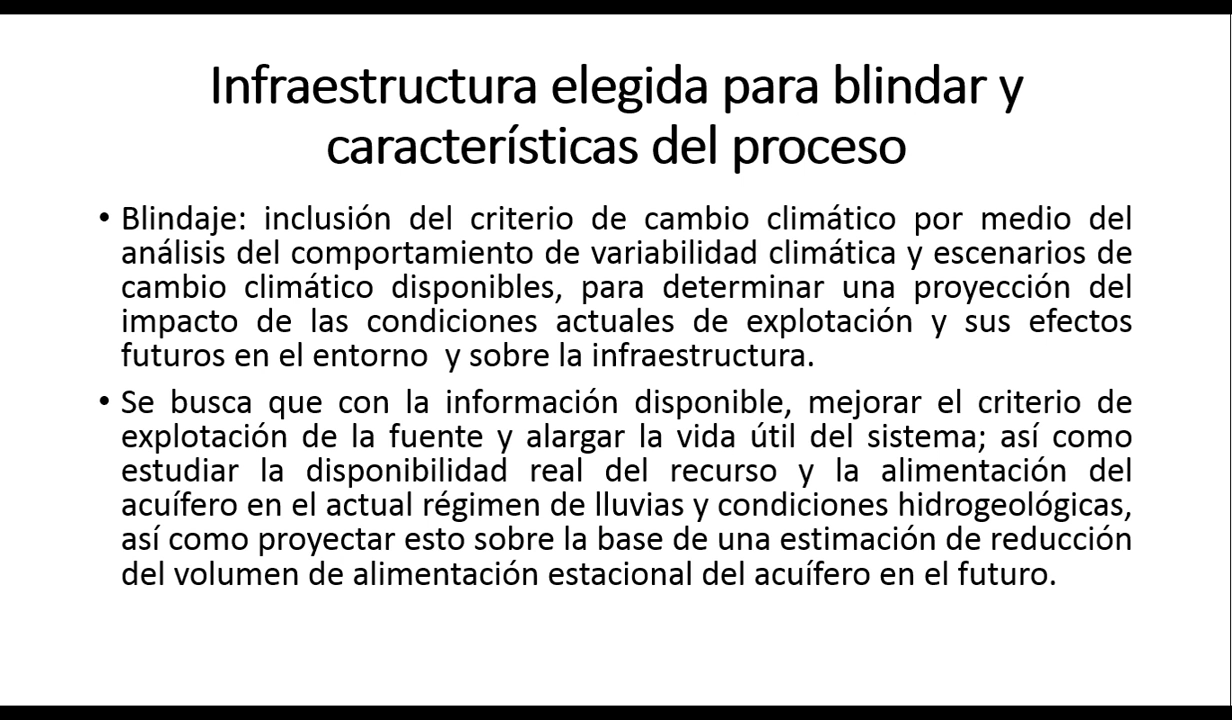 Infraestructura elegida para blindar y
características del proceso
• Blindaje: inclusión del criterio de cambio climático por medio del
análisis del comportamiento de variabilidad climática y escenarios de
cambio climático disponibles, para determinar una proyección del
impacto de las condiciones actuales de explotación y sus efectos
futuros en el entorno  y sobre la infraestructura.
• Se busca que con la información disponible, mejorar el criterio de
explotación de la fuente y alargar la vida útil del sistema; así como
estudiar la disponibilidad real del recurso y la alimentación del
acuífero en el actual régimen de lluvias y condiciones hidrogeológicas,
así como proyectar esto sobre la base de una estimación de reducción
del volumen de alimentación estacional del acuífero en el futuro.